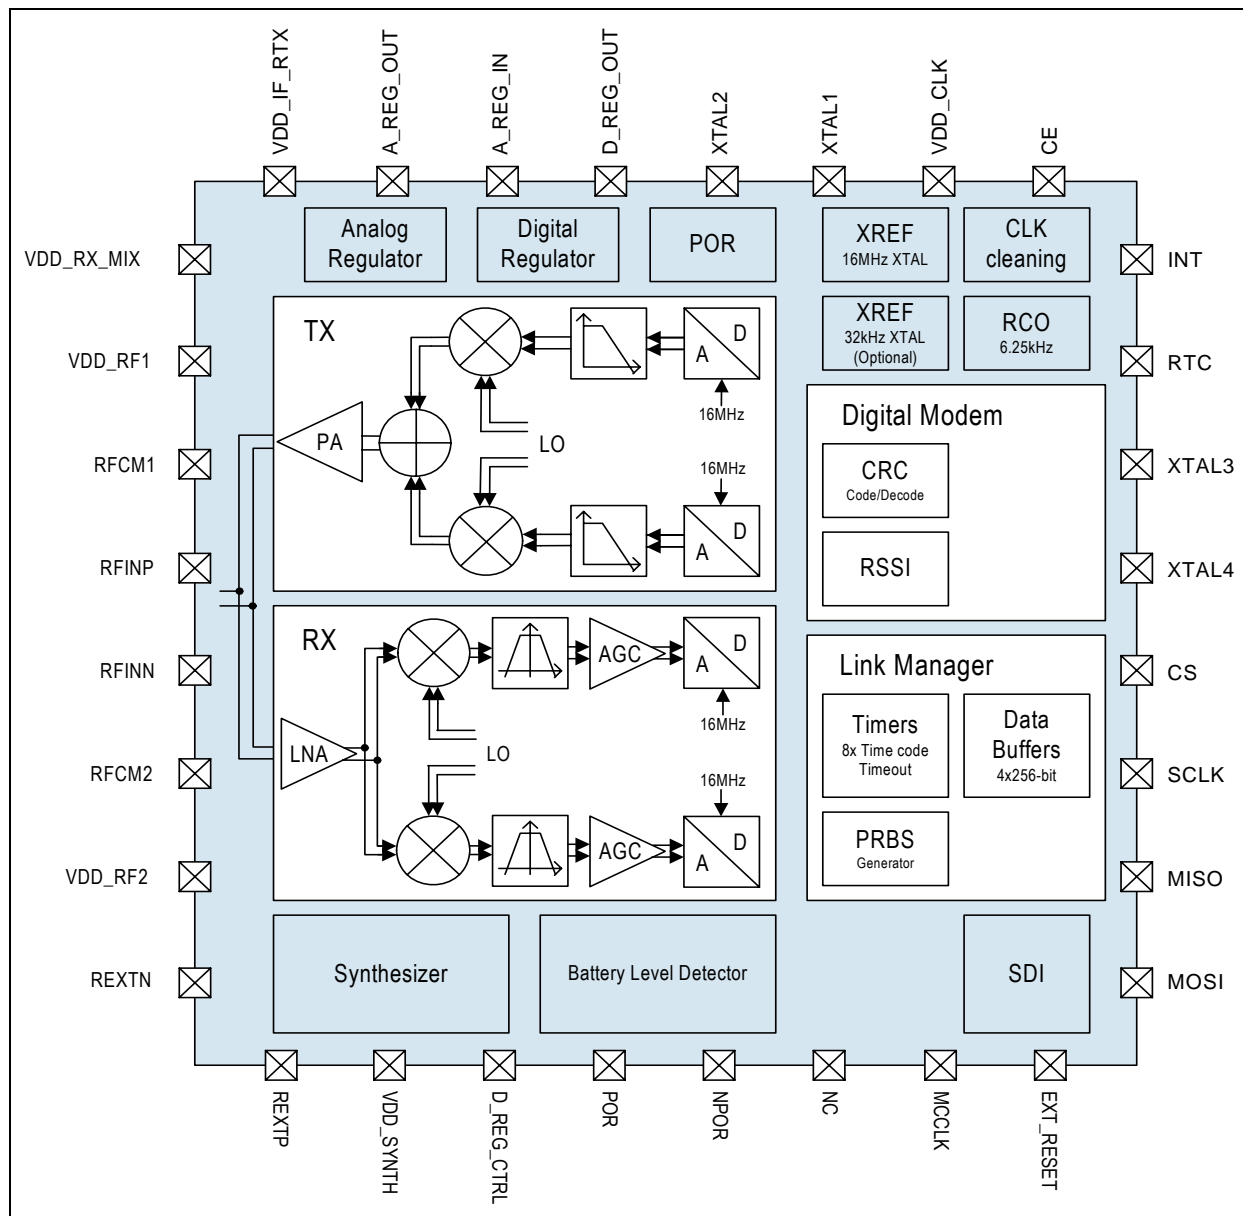 VDD_IF_RTX
A_REG_OUT
A_REG_IN
D_REG_OUT
XTAL2
XTAL1
VDD_CLK
CE
VDD_RX_MIX
VDD_RF1
RFCM1
RFINP
RFINN
RFCM2
VDD_RF2
REXTN
Analog
Regulator
Digital
Regulator
POR
XREF
16MHz XTAL
CLK
cleaning
XREF
32kHz XTAL
(Optional)
RCO
6.25kHz
TX
D
A
16MHz
PA
LO
16MHz
D
A
RX
AGC
D
A
16MHz
LNA
LO
16MHz
AGC
D
A
Digital Modem
CRC
Code/Decode
RSSI
Link Manager
Timers
8x Time code
Timeout
Data
Buffers
4x256-bit
PRBS
Generator
Synthesizer
Battery Level Detector
SDI
INT
RTC
XTAL3
XTAL4
CS
SCLK
MISO
MOSI
REXTP
VDD_SYNTH
D_REG_CTRL
POR
NPOR
NC
MCCLK
EXT_RESET